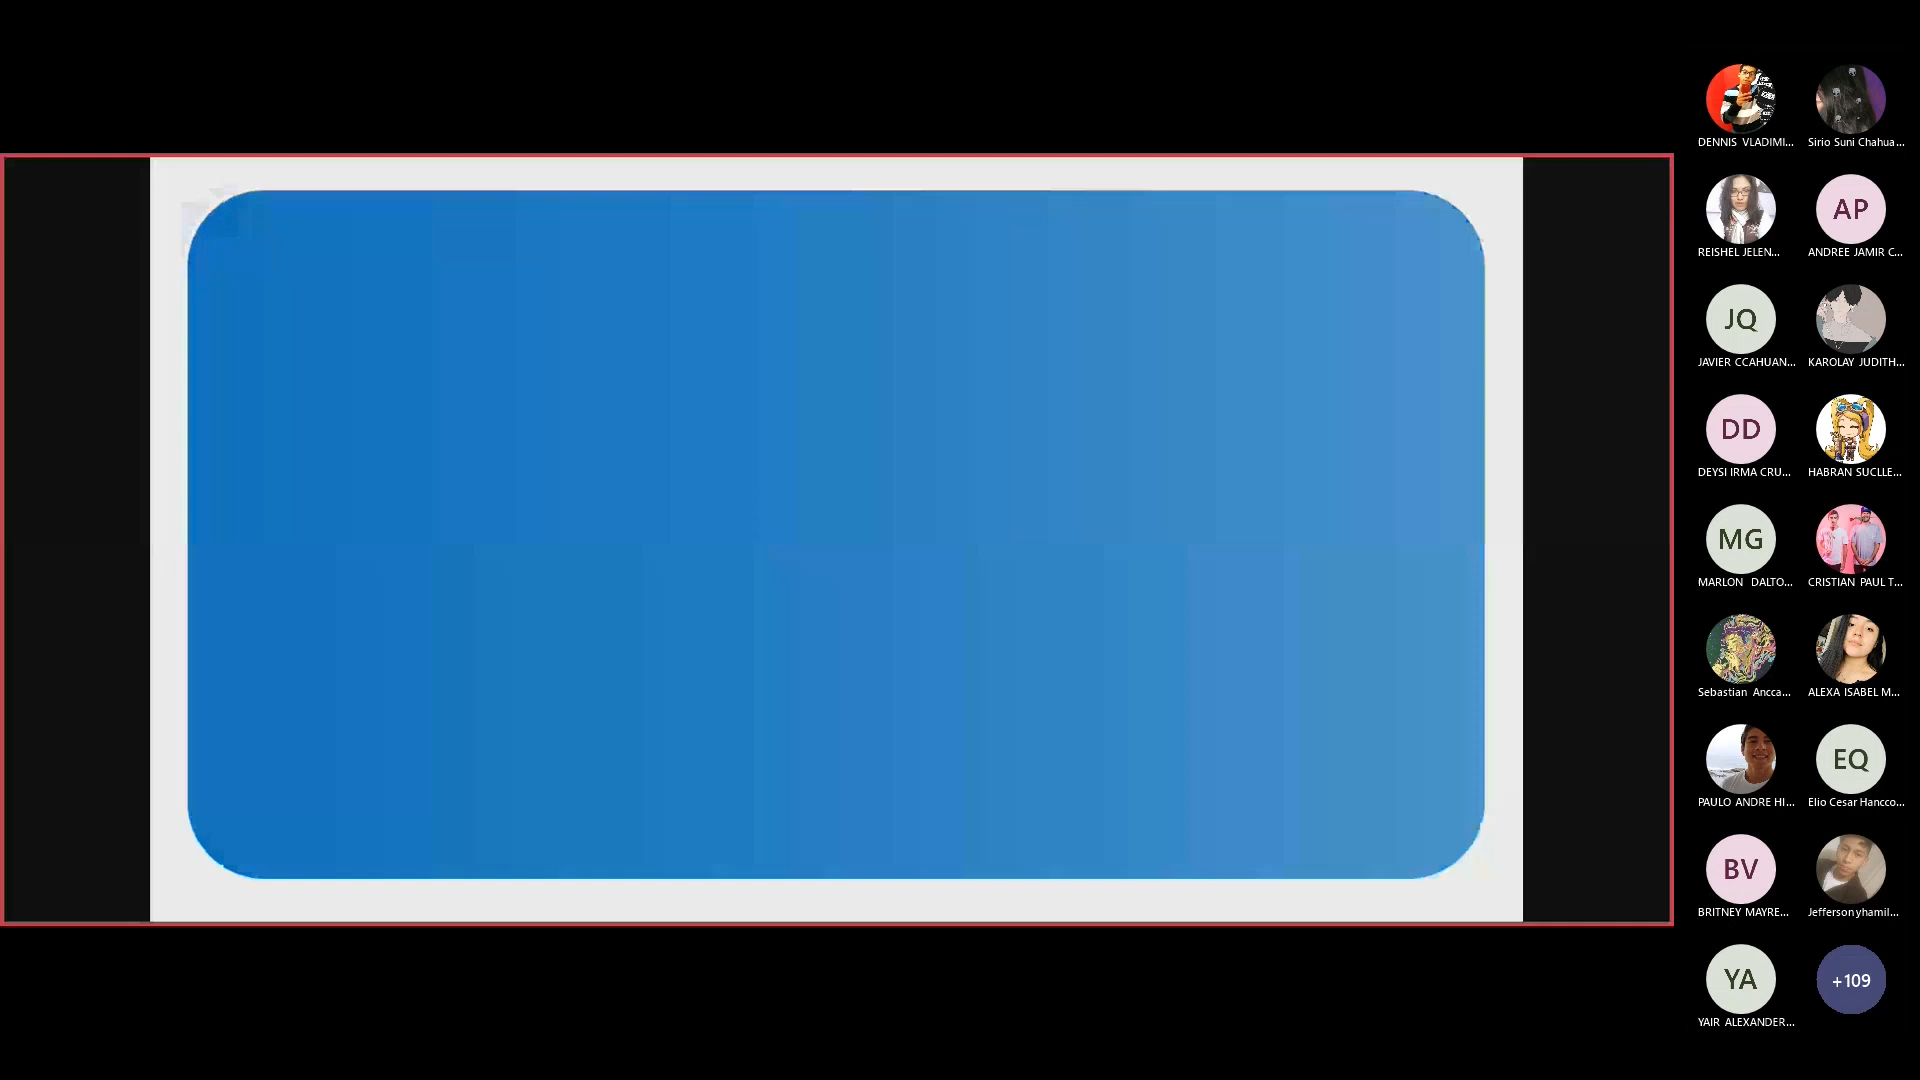 DENNIS VLADIMI...
Sirio Suni Chahua...
REISHEL JELEN...
AP
ANDREE JAMIR C...
JQ
JAVIER CCAHUAN...
KAROLAY JUDITH...
DD
DEYSI IRMA CRU...
HABRAN SUCLLE...
MG
MARLON DALTO...
CRISTIAN PAUL T...
Sebastian Ancca...
ALEXA ISABEL M...
PAULO ANDRE HI...
EQ
Elio Cesar Hancco...
BV
BRITNEY MAYRE...
Jefferson yhamil...
YA
YAIR ALEXANDER...
+109